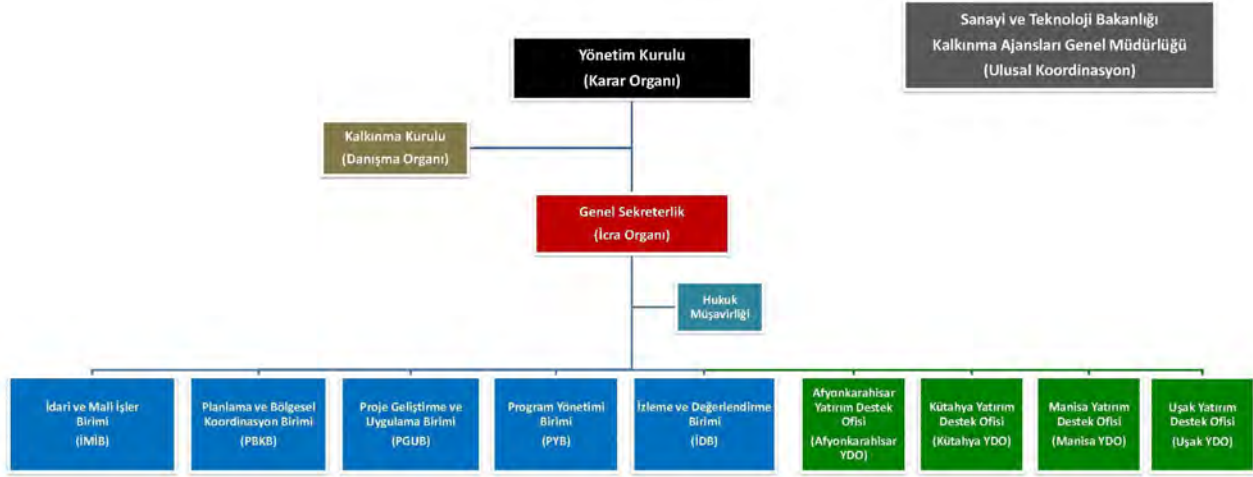 Sanayi ve Teknoloji Bakanlığı
Kalkınma Ajansları Genel Müdürlüğü
(Ulusal Koordinasyon)
Yönetim Kurulu
(Karar Organı)
Kalkınma Kurulu
(Danışma Organı)
Genel Sekreterlik
(İcra Organı)
Hukuk
Müşavirliği
İdari ve Mali İşler
Birimi
(İMİB)
Planlama ve Bölgesel
Koordinasyon Birimi
(PBKB)
Proje Geliştirme ve
Uygulama Birimi
(PGUB)
Program Yönetimi
Birimi
(PYB)
İzleme ve Değerlendirme
Birimi
(İDB)
Afyonkarahisar
Yatırım Destek
Ofisi
(Afyonkarahisar
YDO)
Kütahya Yatırım
Destek Ofisi
(Kütahya YDO)
Manisa Yatırım
Destek Ofisi
(Manisa YDO)
Uşak Yatırım
Destek Ofisi
(Uşak YDO)